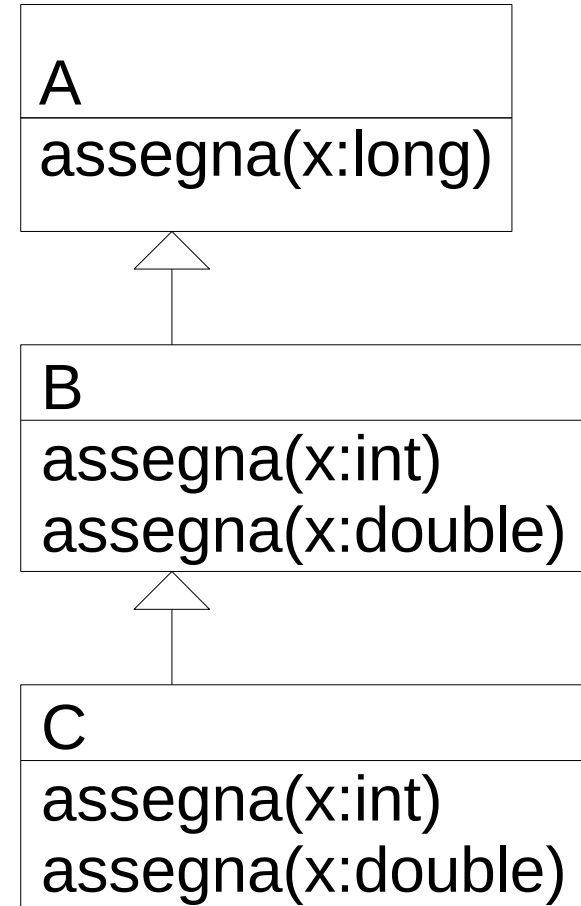 A
assegna(x:long)
B
assegna(x:int)
assegna(x:double)
C
assegna(x:int)
assegna(x:double)